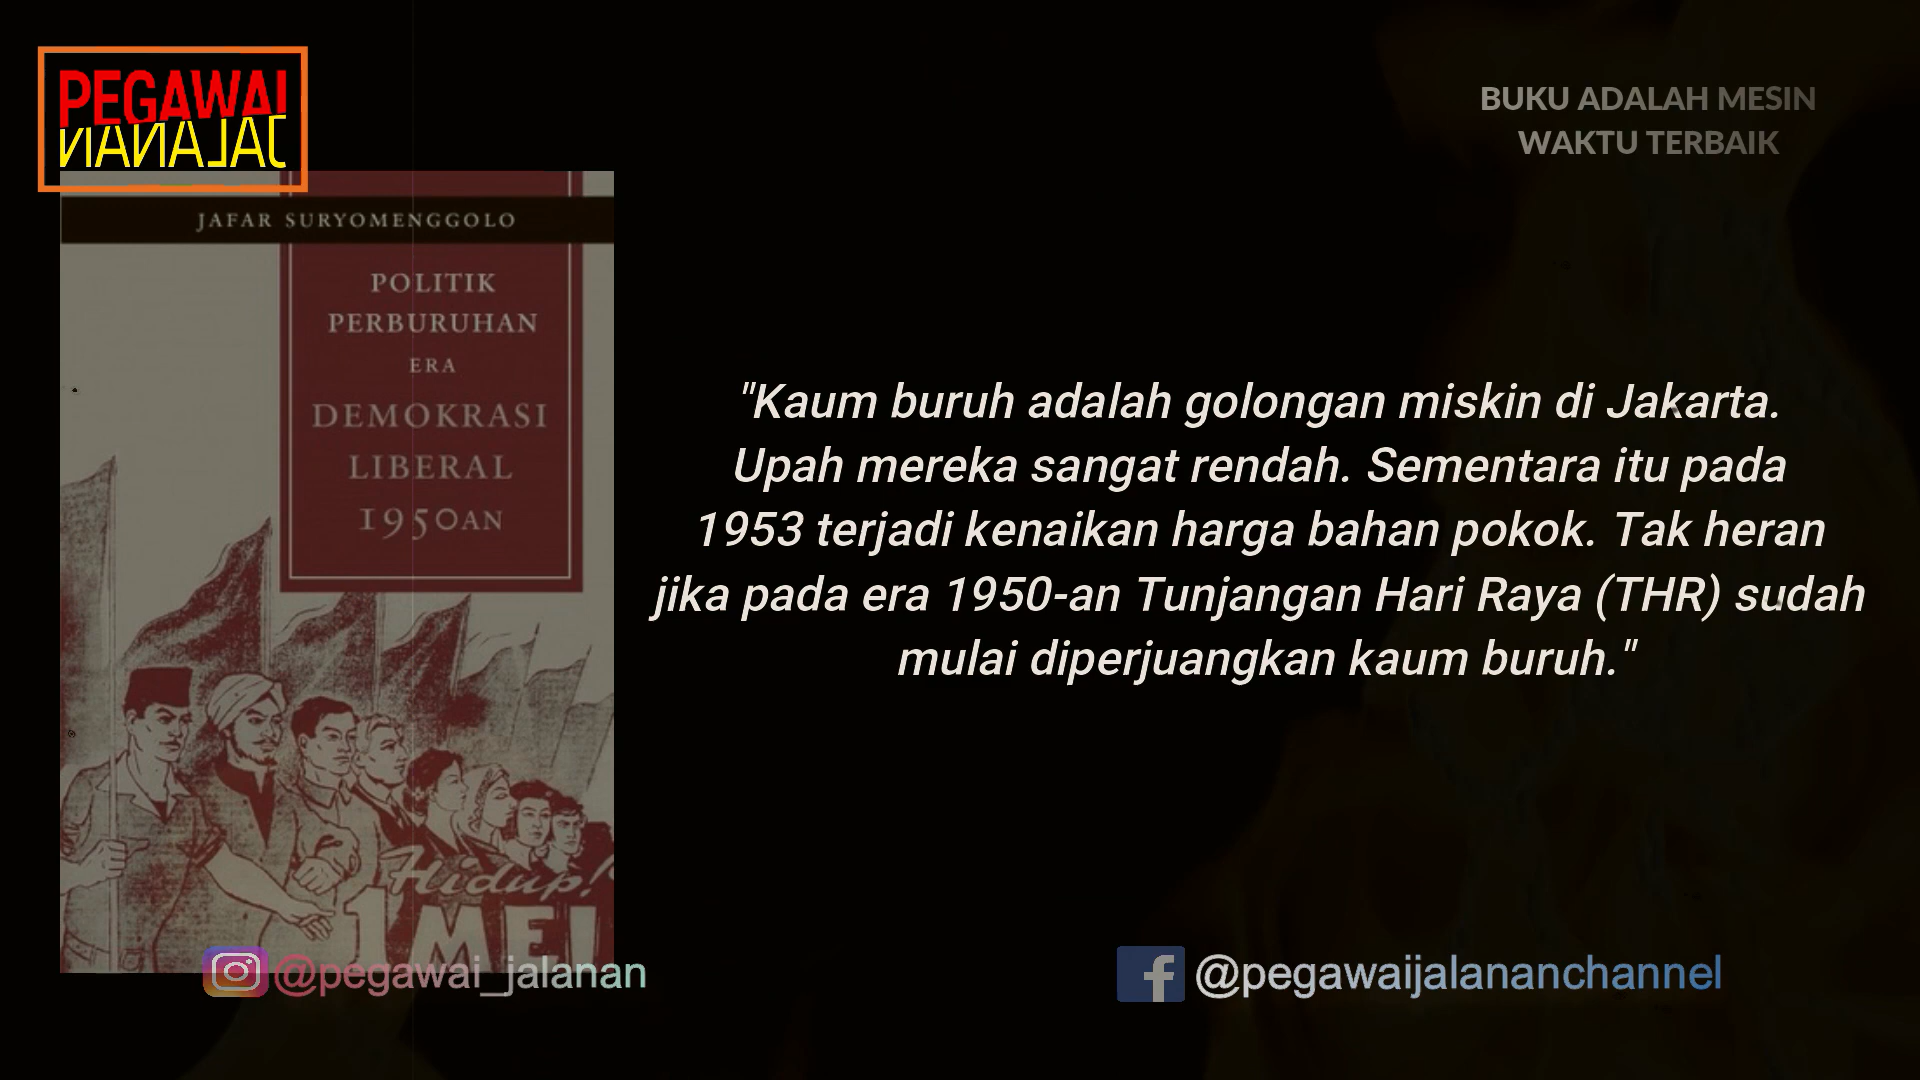 PEGAWAI
JALANAN
BUKU ADALAH MESIN
WAKTU TERBAIK
JAFAR SURYOMENGGOLO
POLITIK
PERBURUHAN
ERA
DEMOKRASI
LIBERAL
1950AN
"Kaum buruh adalah golongan miskin di Jakarta.
Upah mereka sangat rendah. Sementara itu pada
1953 terjadi kenaikan harga bahan pokok. Tak heran
jika pada era 1950-an Tunjangan Hari Raya (THR) sudah
mulai diperjuangkan kaum buruh."
Hidup!
1 MEI
@pegawai_jalanan
@pegawaijalananchannel